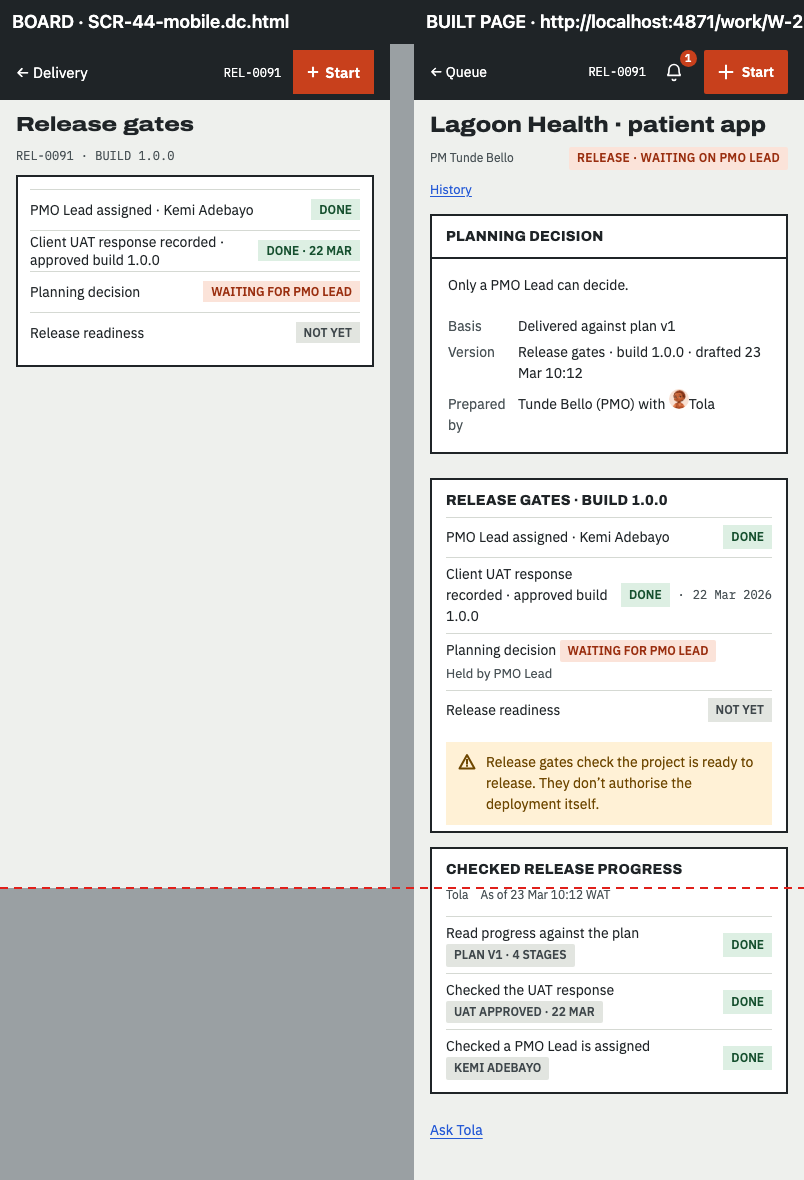 BOARD · SCR-44-mobile.dc.html
← Delivery
REL-0091
+ Start
Release gates
REL-0091 · BUILD 1.0.0
PMO Lead assigned · Kemi Adebayo
DONE
Client UAT response recorded ·
approved build 1.0.0
DONE · 22 MAR
Planning decision
WAITING FOR PMO LEAD
Release readiness
NOT YET
BUILT PAGE · http://localhost:4871/work/W-2
← Queue
REL-0091
1
+ Start
Lagoon Health · patient app
PM Tunde Bello
RELEASE · WAITING ON PMO LEAD
History
PLANNING DECISION
Only a PMO Lead can decide.
Basis
Delivered against plan v1
Version
Release gates · build 1.0.0 · drafted 23
Mar 10:12
Prepared
by
Tunde Bello (PMO) with Tola
RELEASE GATES · BUILD 1.0.0
PMO Lead assigned · Kemi Adebayo
DONE
Client UAT response
recorded · approved build
1.0.0
DONE · 22 Mar 2026
Planning decision WAITING FOR PMO LEAD
Held by PMO Lead
Release readiness
NOT YET
Release gates check the project is ready to
release. They don’t authorise the
deployment itself.
CHECKED RELEASE PROGRESS
Tola As of 23 Mar 10:12 WAT
Read progress against the plan
PLAN V1 · 4 STAGES
DONE
Checked the UAT response
UAT APPROVED · 22 MAR
DONE
Checked a PMO Lead is assigned
KEMI ADEBAYO
DONE
Ask Tola